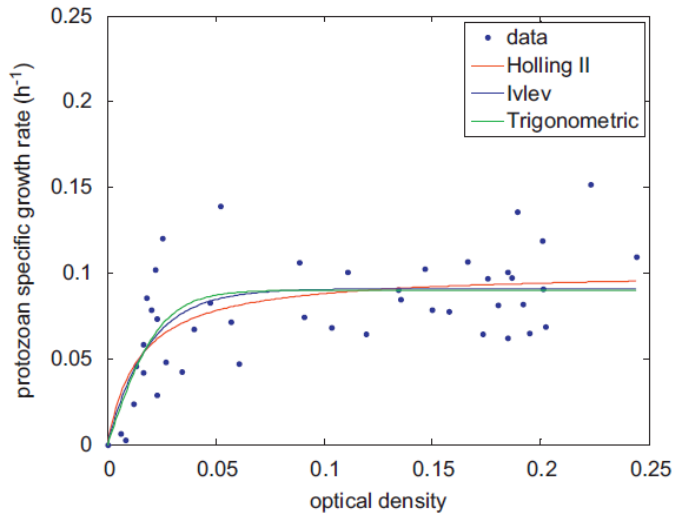 0.25
0.2
0.15
0.1
0.05
0
protozoan specific growth rate (h⁻¹)
data
Holling II
Ivlev
Trigonometric
0
0.05
0.1
0.15
0.2
0.25
optical density